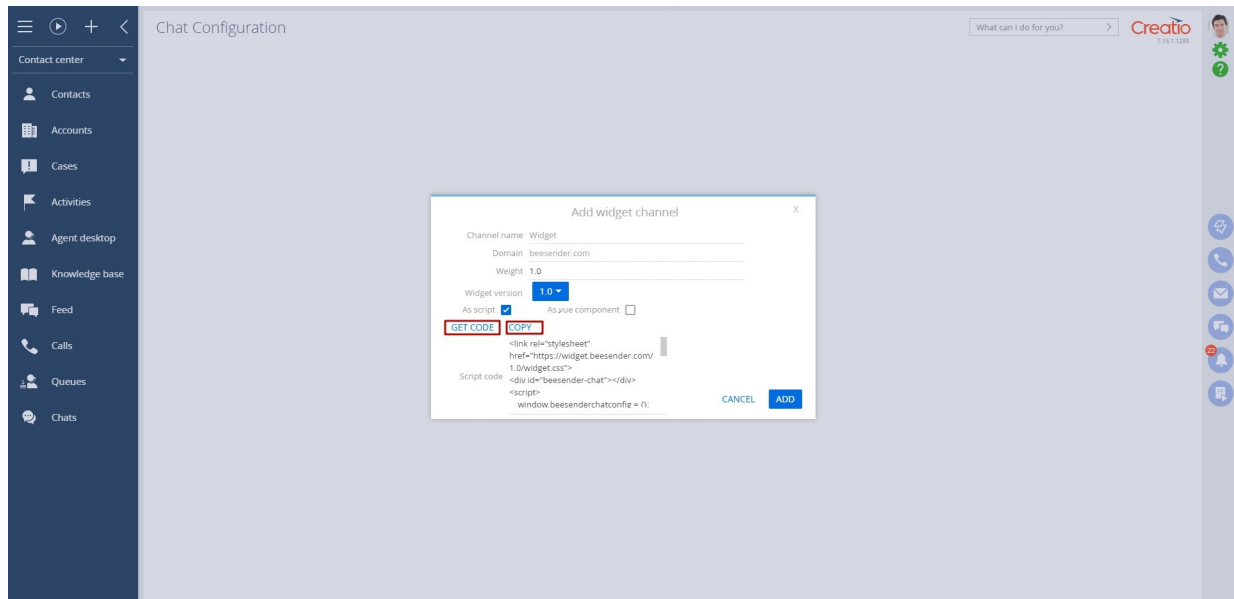 Chat Configuration
What can I do for you?
Creatio
7.15.1.1295
Contact center
Contacts
Accounts
Cases
Activities
Agent desktop
Knowledge base
Feed
Calls
Queues
Chats
Add widget channel
X
Channel name Widget
Domain beesender.com
Weight 1.0
Widget version 1.0
As script As vue component
GET CODE COPY
Script code
<link rel="stylesheet"
href="https://widget.beesender.com/
1.0/widget.css">
<div id="beesender-chat"></div>
<script>
window.beesenderchatconfig = {};
CANCEL ADD
22